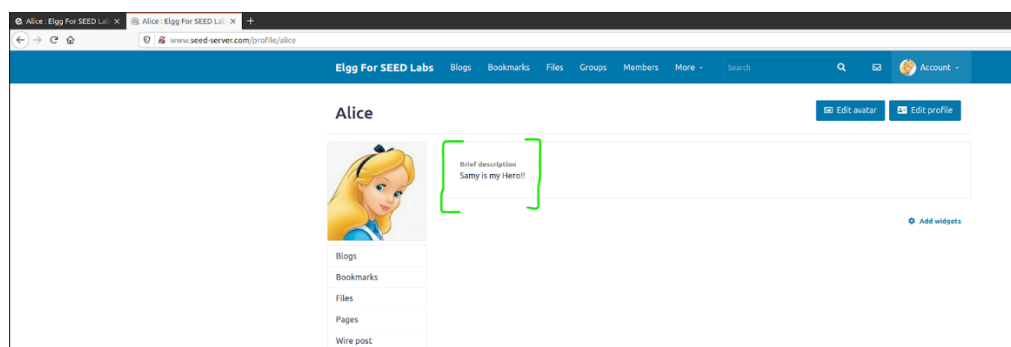 Alice : Elgg For SEED Lab
Alice : Elgg For SEED Lab
www.seed-server.com/profile/alice
Elgg For SEED Labs Blogs Bookmarks Files Groups Members More Search Account
Alice Edit avatar Edit profile
Brief description
Samy is my Hero!!
Add widgets
Blogs
Bookmarks
Files
Pages
Wire post